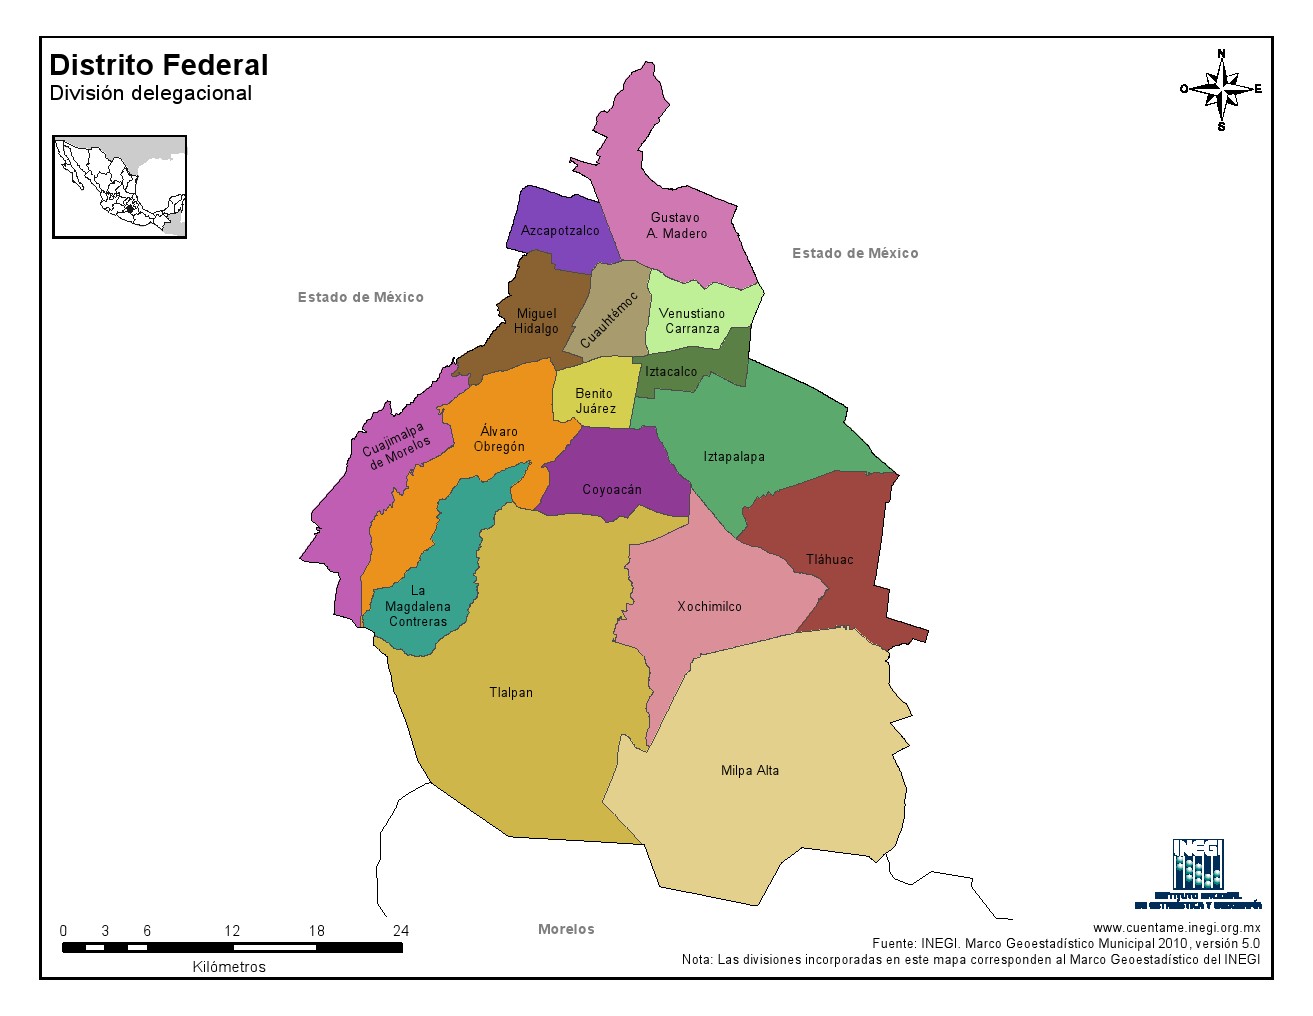 Distrito Federal
División delegacional
N
O
E
S
Gustavo
A. Madero
Azcapotzalco
Estado de México
Estado de México
Miguel
Hidalgo
Cuauhtémoc
Venustiano
Carranza
Iztacalco
Benito
Juárez
Cuajimalpa
de Morelos
Álvaro
Obregón
Iztapalapa
Coyoacán
Tláhuac
La
Magdalena
Contreras
Xochimilco
Tlalpan
Milpa Alta
INEGI
INSTITUTO NACIONAL
DE ESTADÍSTICA Y GEOGRAFÍA
0 3 6 12 18 24
Kilómetros
Morelos
www.cuentame.inegi.org.mx
Fuente: INEGI. Marco Geoestadístico Municipal 2010, versión 5.0
Nota: Las divisiones incorporadas en este mapa corresponden al Marco Geoestadístico del INEGI